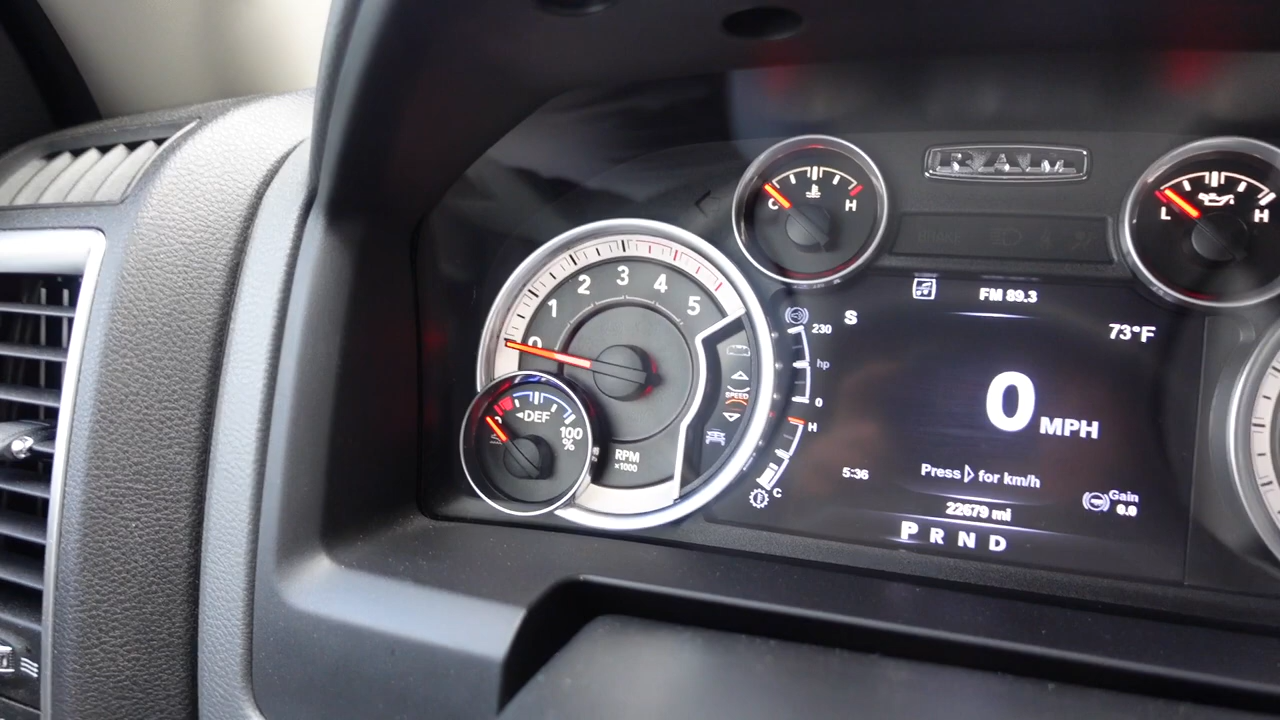 RAM
C H
L H
BRAKE
FM 89.3
73°F
0 MPH
Press ▷ for km/h
5:36
22679 mi
Gain
0.0
P R N D
S
230
hp
0
H
C
0 1 2 3 4 5
SPEED
RPM
x1000
◄DEF
100
%